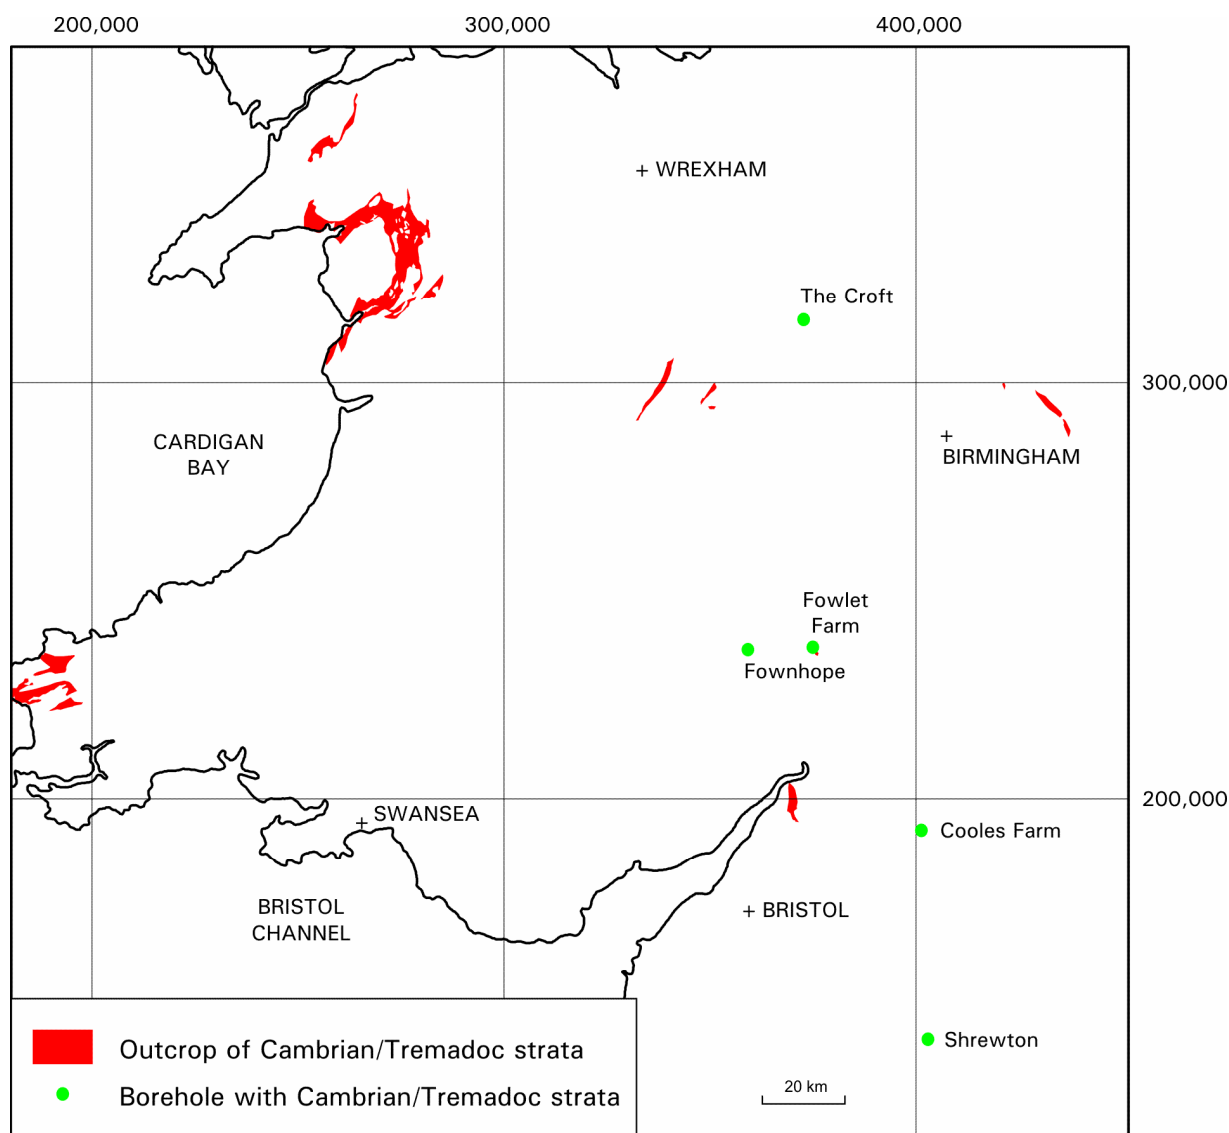 200,000
300,000
400,000
+ WREXHAM
The Croft
300,000
CARDIGAN
BAY
+
BIRMINGHAM
Fowlet
Farm
Fownhope
200,000
+ SWANSEA
Cooles Farm
BRISTOL
CHANNEL
+ BRISTOL
Shrewton
Outcrop of Cambrian/Tremadoc strata
Borehole with Cambrian/Tremadoc strata
20 km